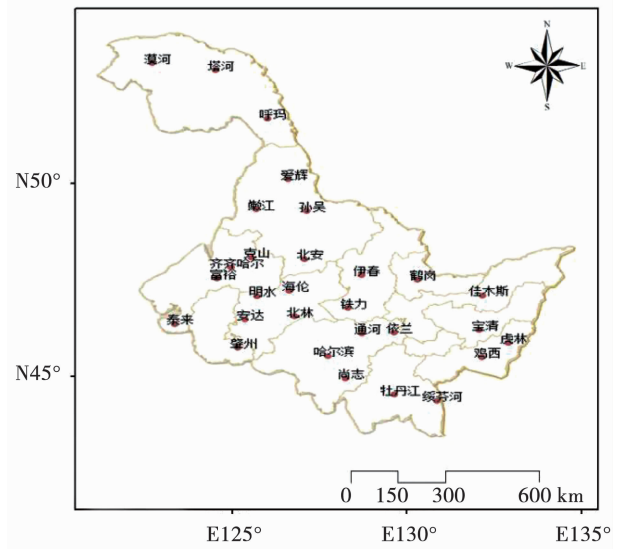 N
W E
S
漠河
塔河
呼玛
爱辉
N50°
嫩江 孙吴
克山 北安
齐齐哈尔
富裕
伊春 鹤岗
明水 海伦
佳木斯
铁力
泰来 安达 北林
通河 依兰 宝清
虎林
肇州
哈尔滨 鸡西
N45°
尚志
牡丹江 绥芬河
0 150 300 600 km
E125° E130° E135°